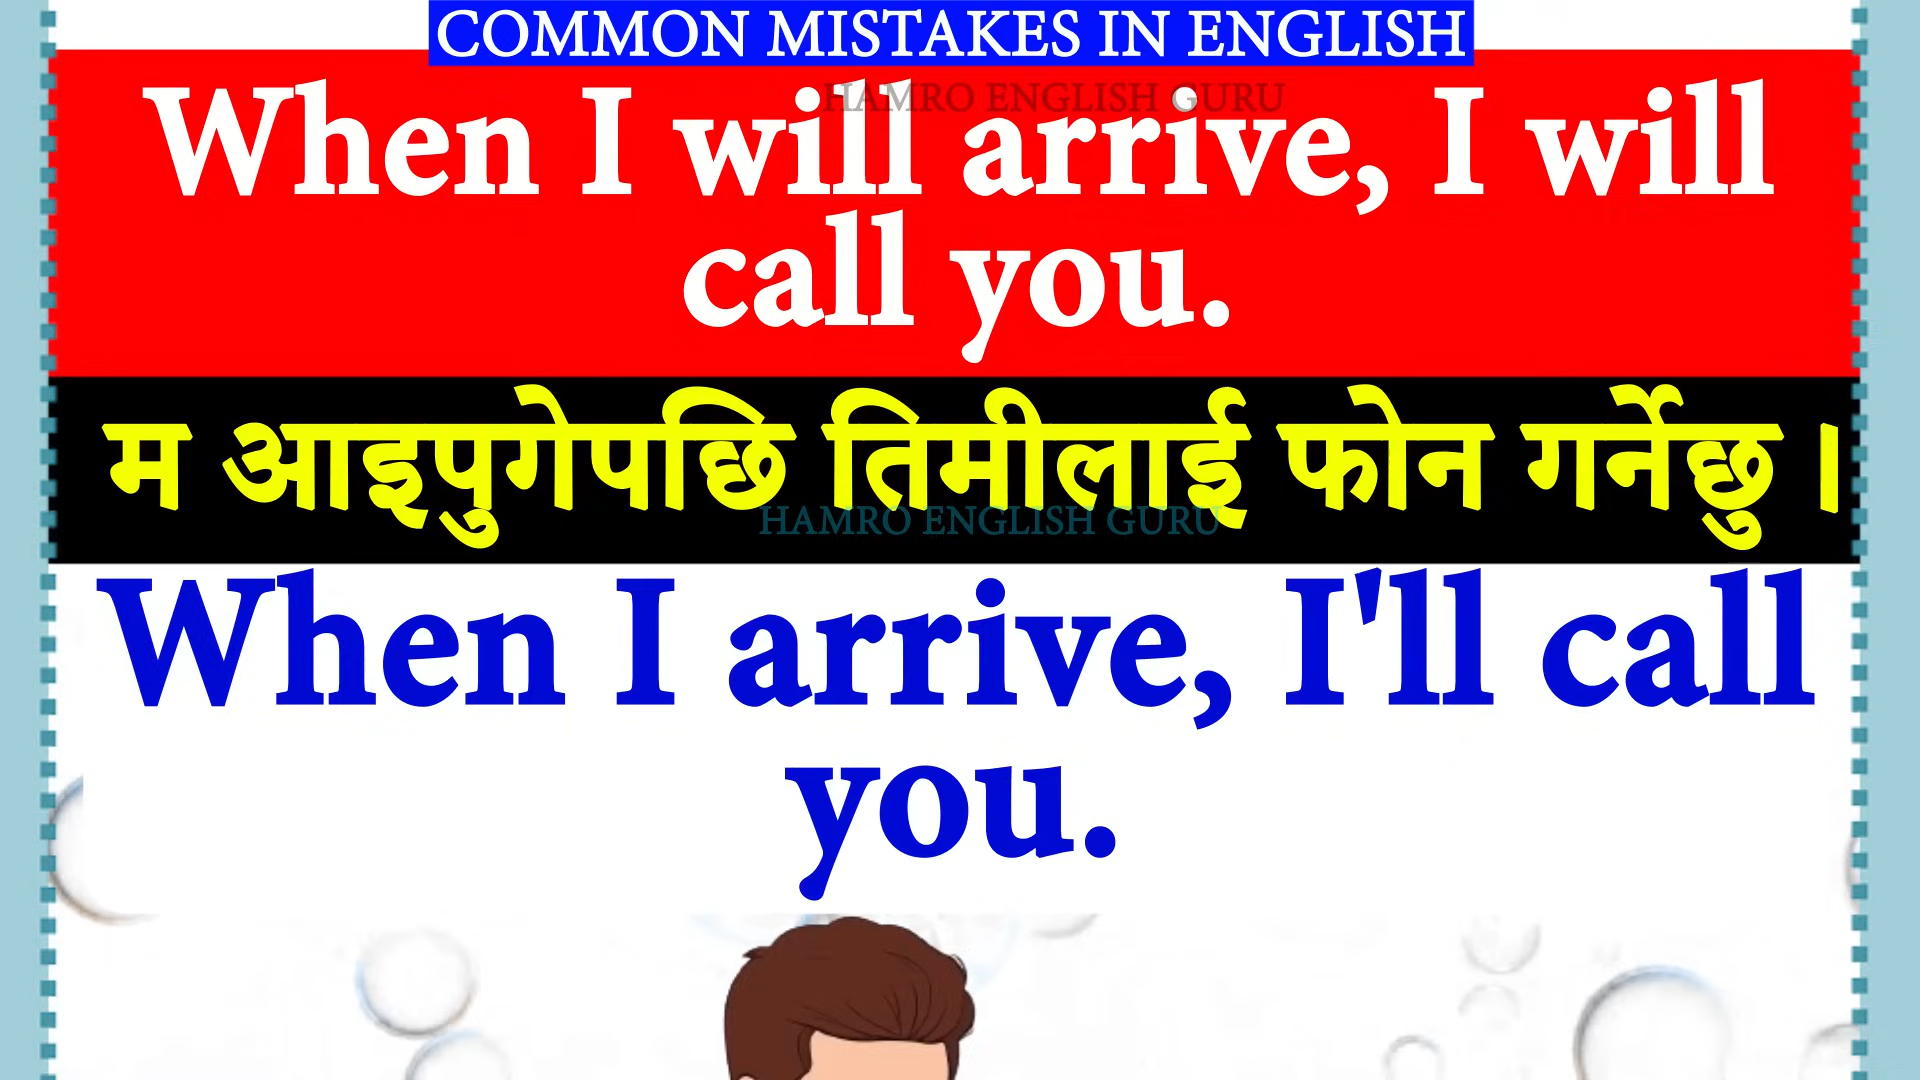 COMMON MISTAKES IN ENGLISH
HAMRO ENGLISH GURU
When I will arrive, I will
call you.
म आइपुगेपछि तिमीलाई फोन गर्नेछु ।
HAMRO ENGLISH GURU
When I arrive, I'll call
you.